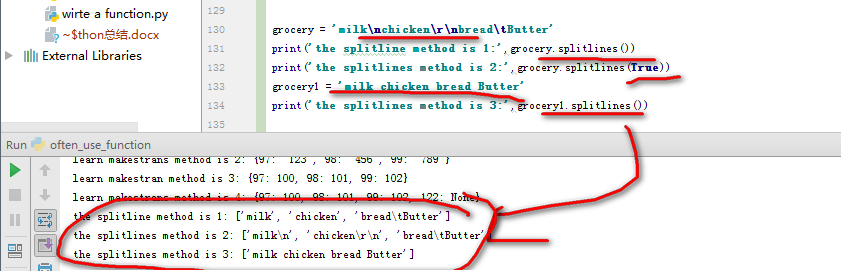 129
wirte a function.py
~$thon总结.docx
External Libraries
130 grocery = 'milk\nchicken\r\nbread\tButter'
131 print('the splitline method is 1:',grocery.splitlines())
132 print('the splitlines method is 2:',grocery.splitlines(True))
133 grocery1 = 'milk chicken bread Butter'
134 print('the splitlines method is 3:',grocery1.splitlines())
135
Run often_use_function
learn makestrans method is 2: {97: '123', 98: '456', 99: '789'}
learn makestran method is 3: {97: 100, 98: 101, 99: 102}
learn makestrans method is 4: {97: 100, 98: 101, 99: 102, 122: None}
the splitline method is 1: ['milk', 'chicken', 'bread\tButter']
the splitlines method is 2: ['milk\n', 'chicken\r\n', 'bread\tButter']
the splitlines method is 3: ['milk chicken bread Butter']